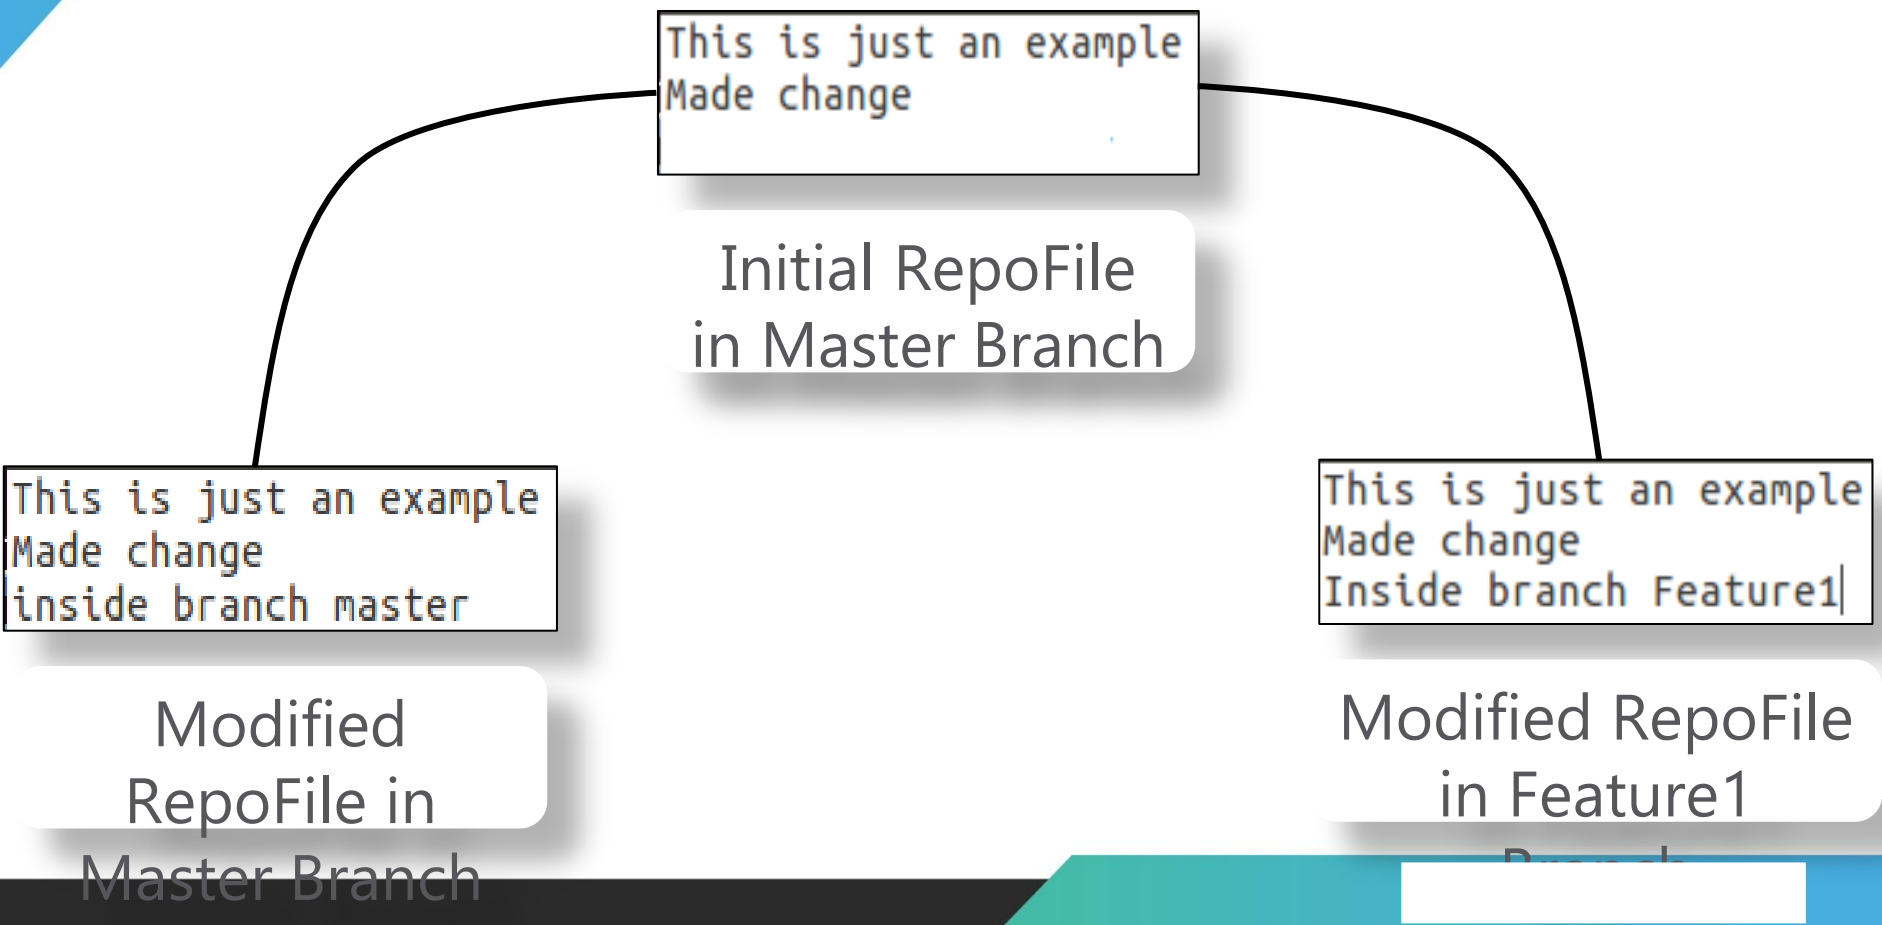 This is just an example
Made change
Initial RepoFile
in Master Branch
This is just an example
Made change
inside branch master
Modified
RepoFile in
Master Branch
This is just an example
Made change
Inside branch Feature1
Modified RepoFile
in Feature1
Branch